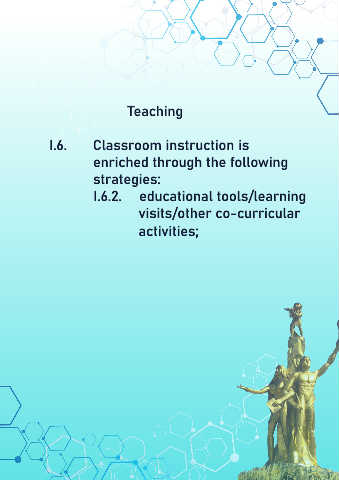 Teaching
I.6. Classroom instruction is
enriched through the following
strategies:
I.6.2. educational tools/learning
visits/other co-curricular
activities;